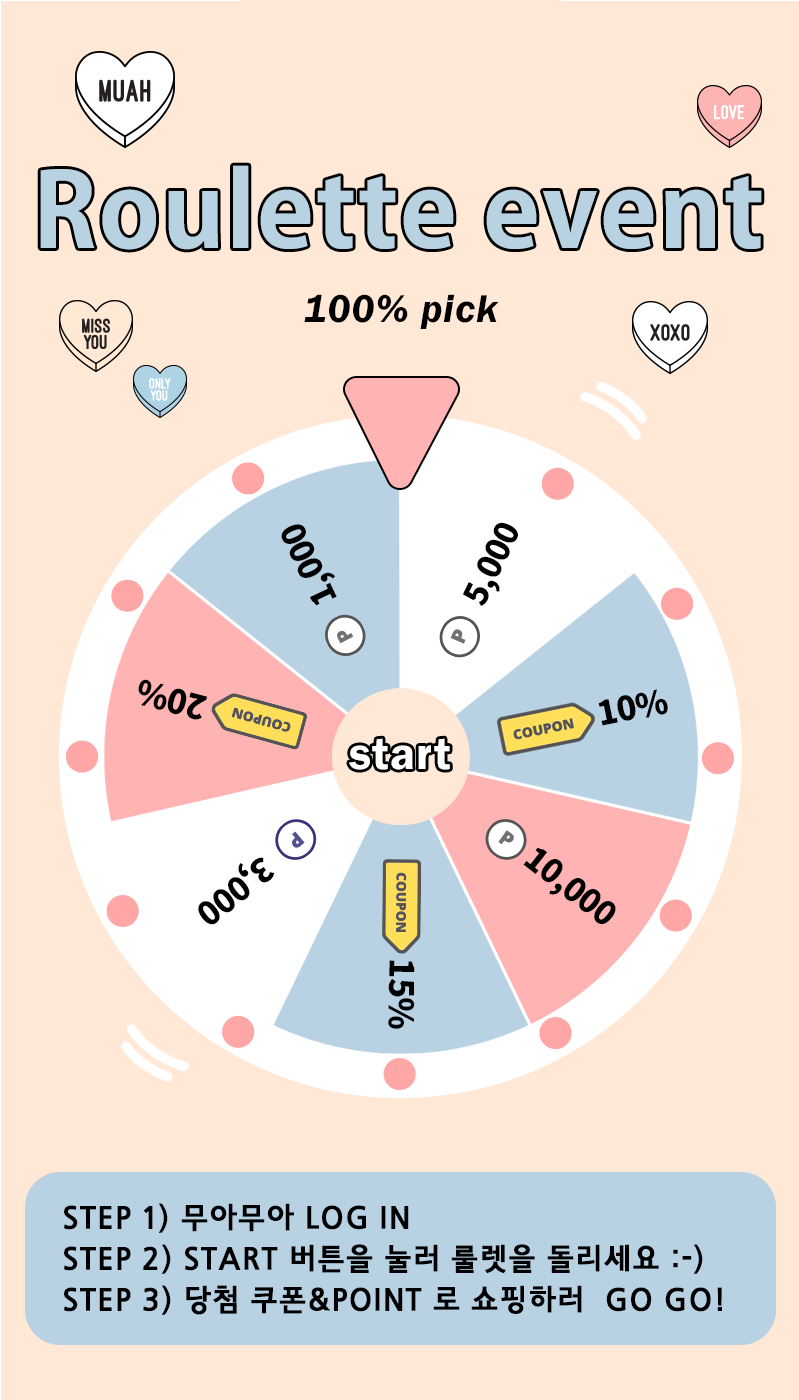 MUAH
LOVE
Roulette event
100% pick
MISS
YOU
XOXO
ONLY
YOU
1,000
P
5,000
P
20%
COUPON
COUPON
10%
start
3,000
P
P
10,000
COUPON
15%
STEP 1) 무아무아 LOG IN
STEP 2) START 버튼을 눌러 룰렛을 돌리세요 :-)
STEP 3) 당첨 쿠폰&POINT 로 쇼핑하러 GO GO!